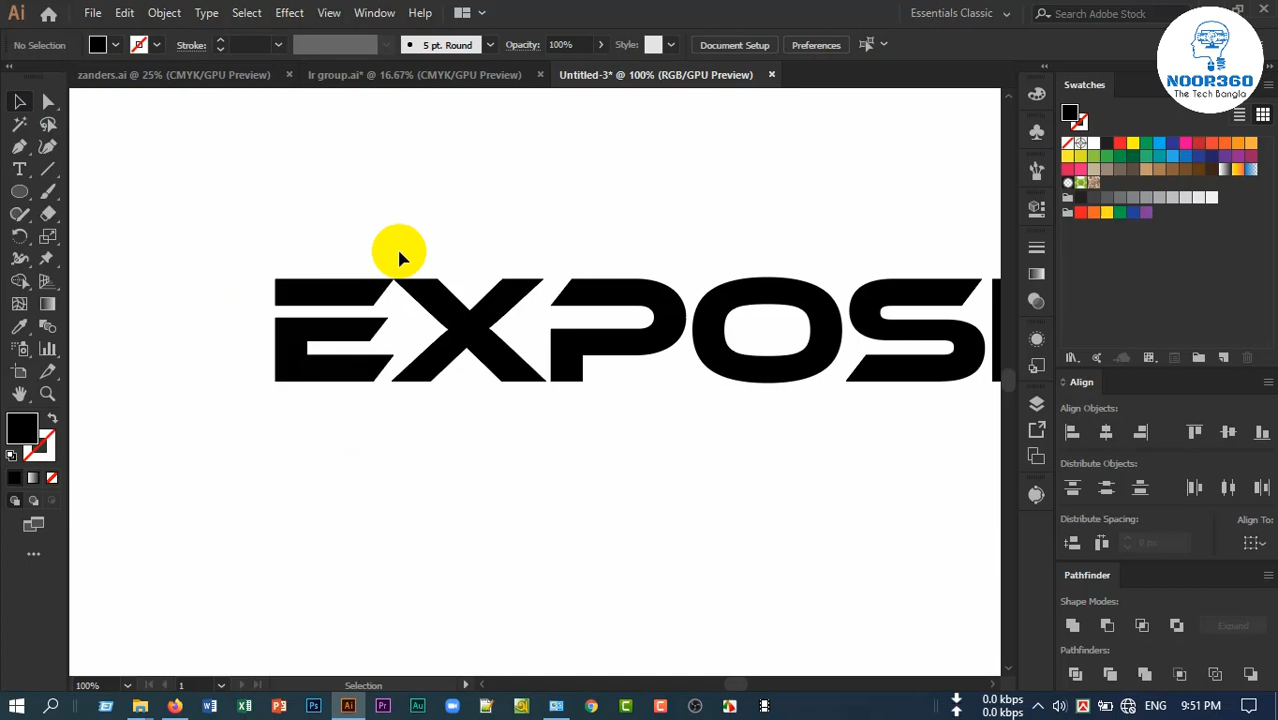 Ai File Edit Object Type Select Effect View Window Help Essentials Classic Search Adobe Stock
No Selection Stroke: 5 pt. Round Opacity: 100% Style: Document Setup Preferences
NOOR360
The Tech Bangla
zanders.ai @ 25% (CMYK/GPU Preview) lr group.ai* @ 16.67% (CMYK/GPU Preview) Untitled-3* @ 100% (RGB/GPU Preview)
Swatches
EXPOS
Align
Align Objects:
Distribute Objects:
Distribute Spacing: Align To:
0 px
Pathfinder
Shape Modes:
Expand
Pathfinders:
100% 1 Selection
0.0 kbps
0.0 kbps
ENG 9:51 PM